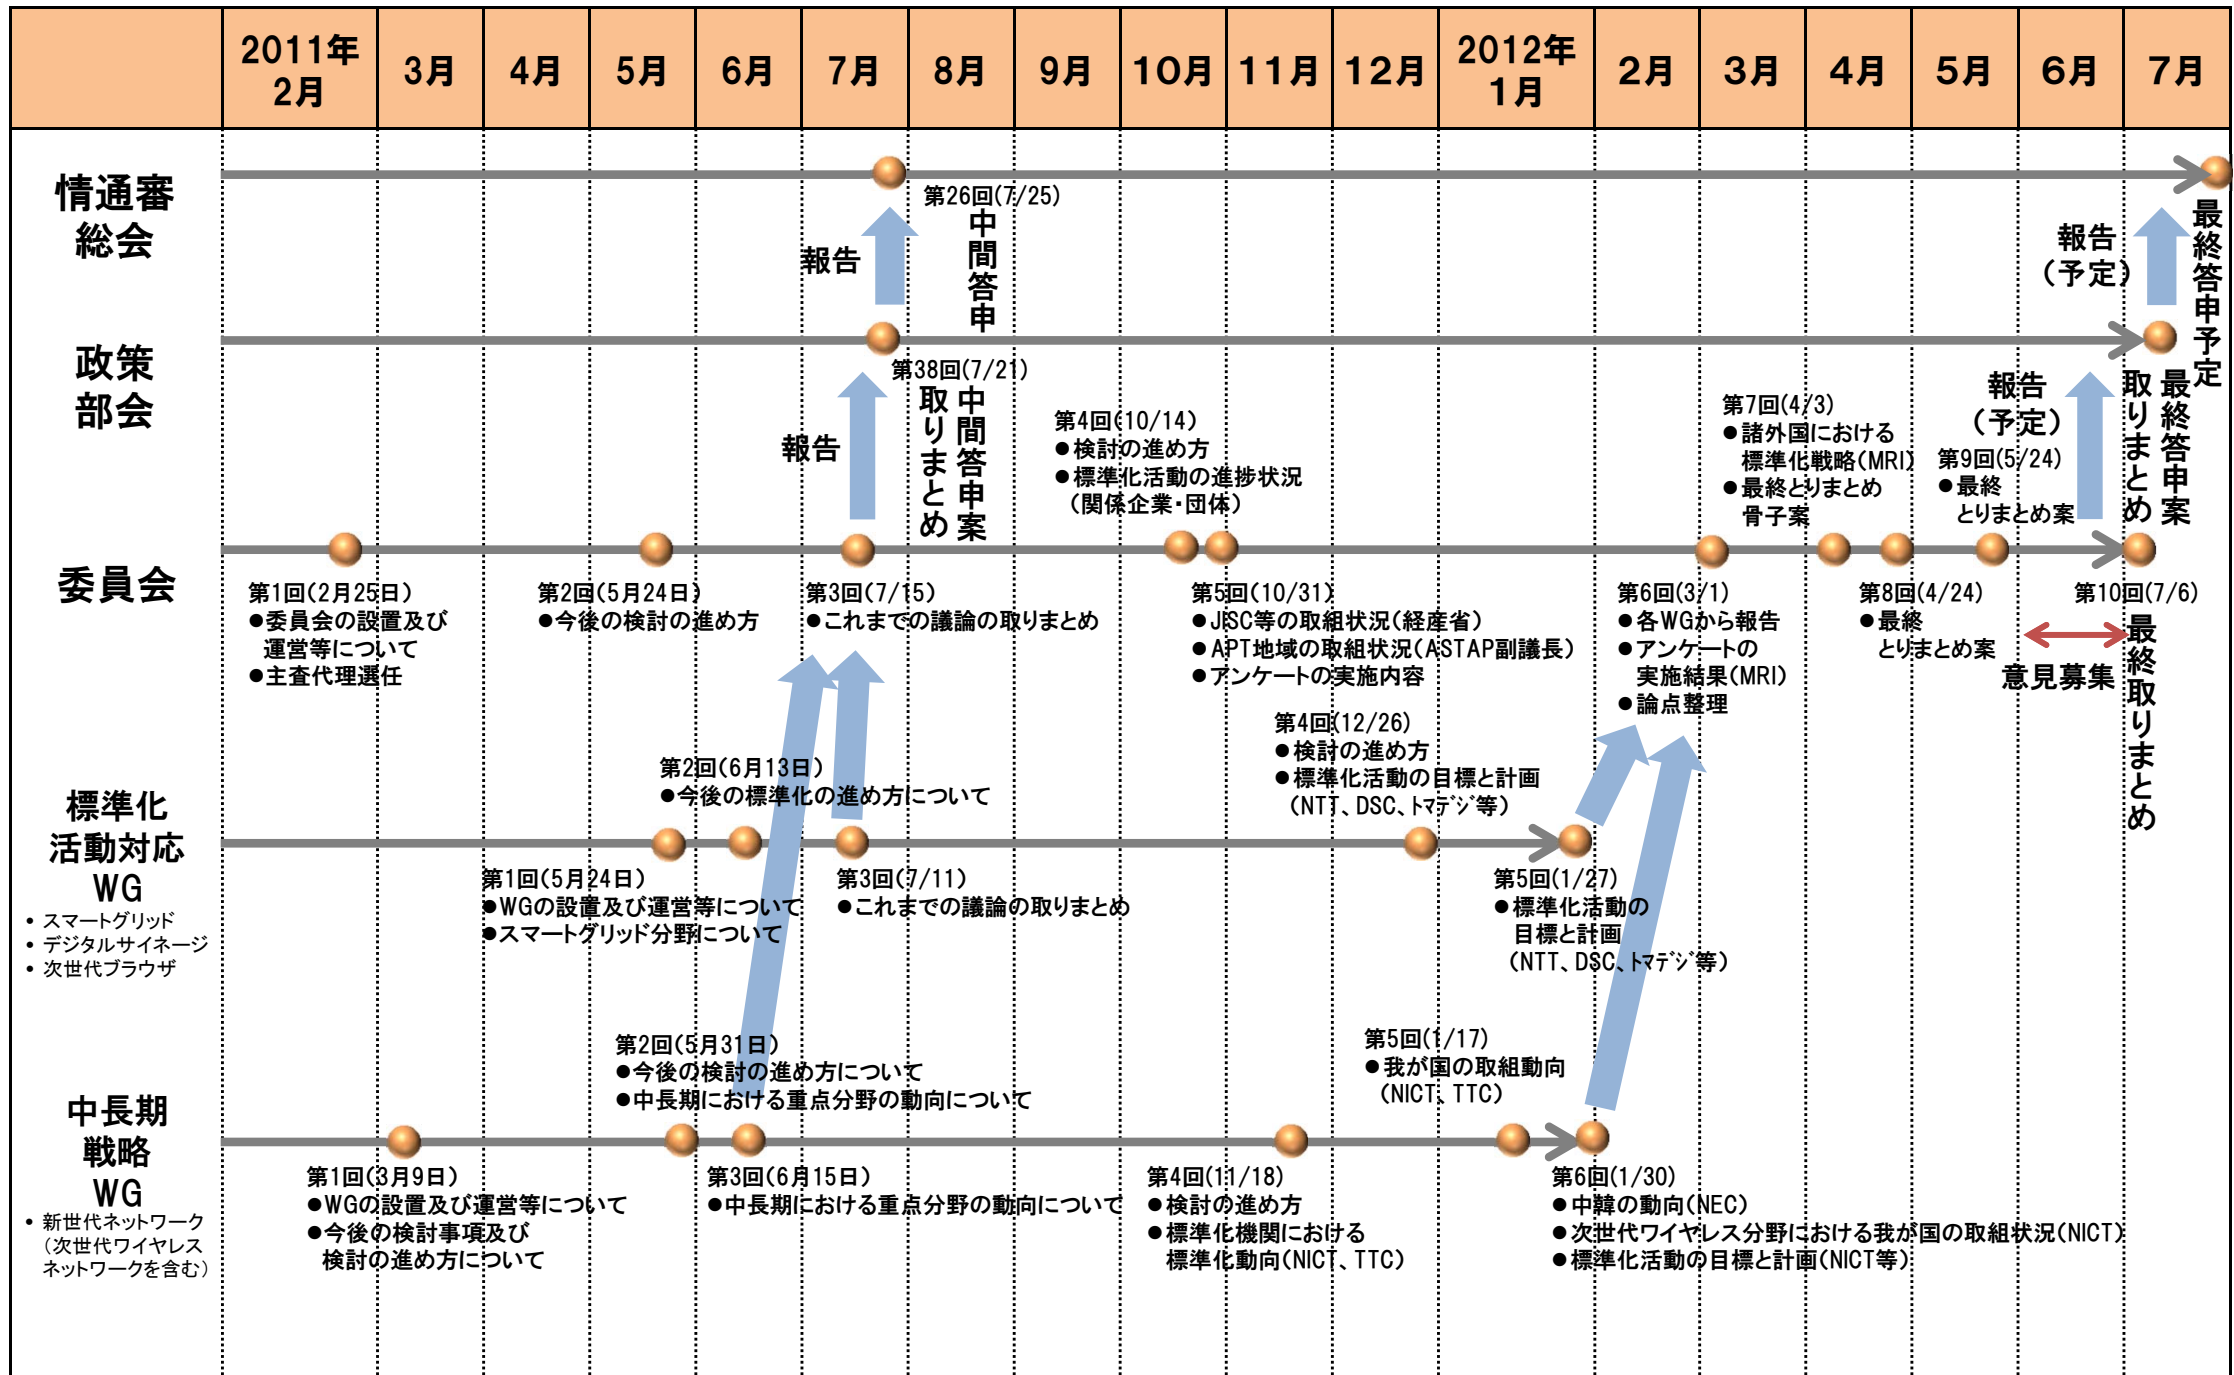 2011年
2月
3月
4月
5月
6月
7月
8月
9月
10月
11月
12月
2012年
1月
2月
3月
4月
5月
6月
7月
情通審
総会
第26回(7/25)
中間答申
報告
報告
(予定)
最終答申予定
政策
部会
第38回(7/21)
中間答申案
取りまとめ
報告
報告
(予定)
最終答申案
取りまとめ
第4回(10/14)
●検討の進め方
●標準化活動の進捗状況
(関係企業・団体)
第7回(4/3)
●諸外国における
標準化戦略(MRI)
●最終とりまとめ
骨子案
第9回(5/24)
●最終
とりまとめ案
委員会
第1回(2月25日)
●委員会の設置及び
運営等について
●主査代理選任
第2回(5月24日)
●今後の検討の進め方
第3回(7/15)
●これまでの議論の取りまとめ
第5回(10/31)
●JISC等の取組状況(経産省)
●APT地域の取組状況(ASTAP副議長)
●アンケートの実施内容
第6回(3/1)
●各WGから報告
●アンケートの
実施結果(MRI)
●論点整理
第8回(4/24)
●最終
とりまとめ案
第10回(7/6)
最終取りまとめ
意見募集
標準化
活動対応
WG
• スマートグリッド
• デジタルサイネージ
• 次世代ブラウザ
第2回(6月13日)
●今後の標準化の進め方について
第4回(12/26)
●検討の進め方
●標準化活動の目標と計画
(NTT、DSC、ﾄﾏﾃﾞｼﾞ等)
第1回(5月24日)
●WGの設置及び運営等について
●スマートグリッド分野について
第3回(7/11)
●これまでの議論の取りまとめ
第5回(1/27)
●標準化活動の
目標と計画
(NTT、DSC、ﾄﾏﾃﾞｼﾞ等)
中長期
戦略
WG
• 新世代ネットワーク
(次世代ワイヤレス
ネットワークを含む)
第2回(5月31日)
●今後の検討の進め方について
●中長期における重点分野の動向について
第5回(1/17)
●我が国の取組動向
(NICT、TTC)
第1回(3月9日)
●WGの設置及び運営等について
●今後の検討事項及び
検討の進め方について
第3回(6月15日)
●中長期における重点分野の動向について
第4回(11/18)
●検討の進め方
●標準化機関における
標準化動向(NICT、TTC)
第6回(1/30)
●中韓の動向(NEC)
●次世代ワイヤレス分野における我が国の取組状況(NICT)
●標準化活動の目標と計画(NICT等)